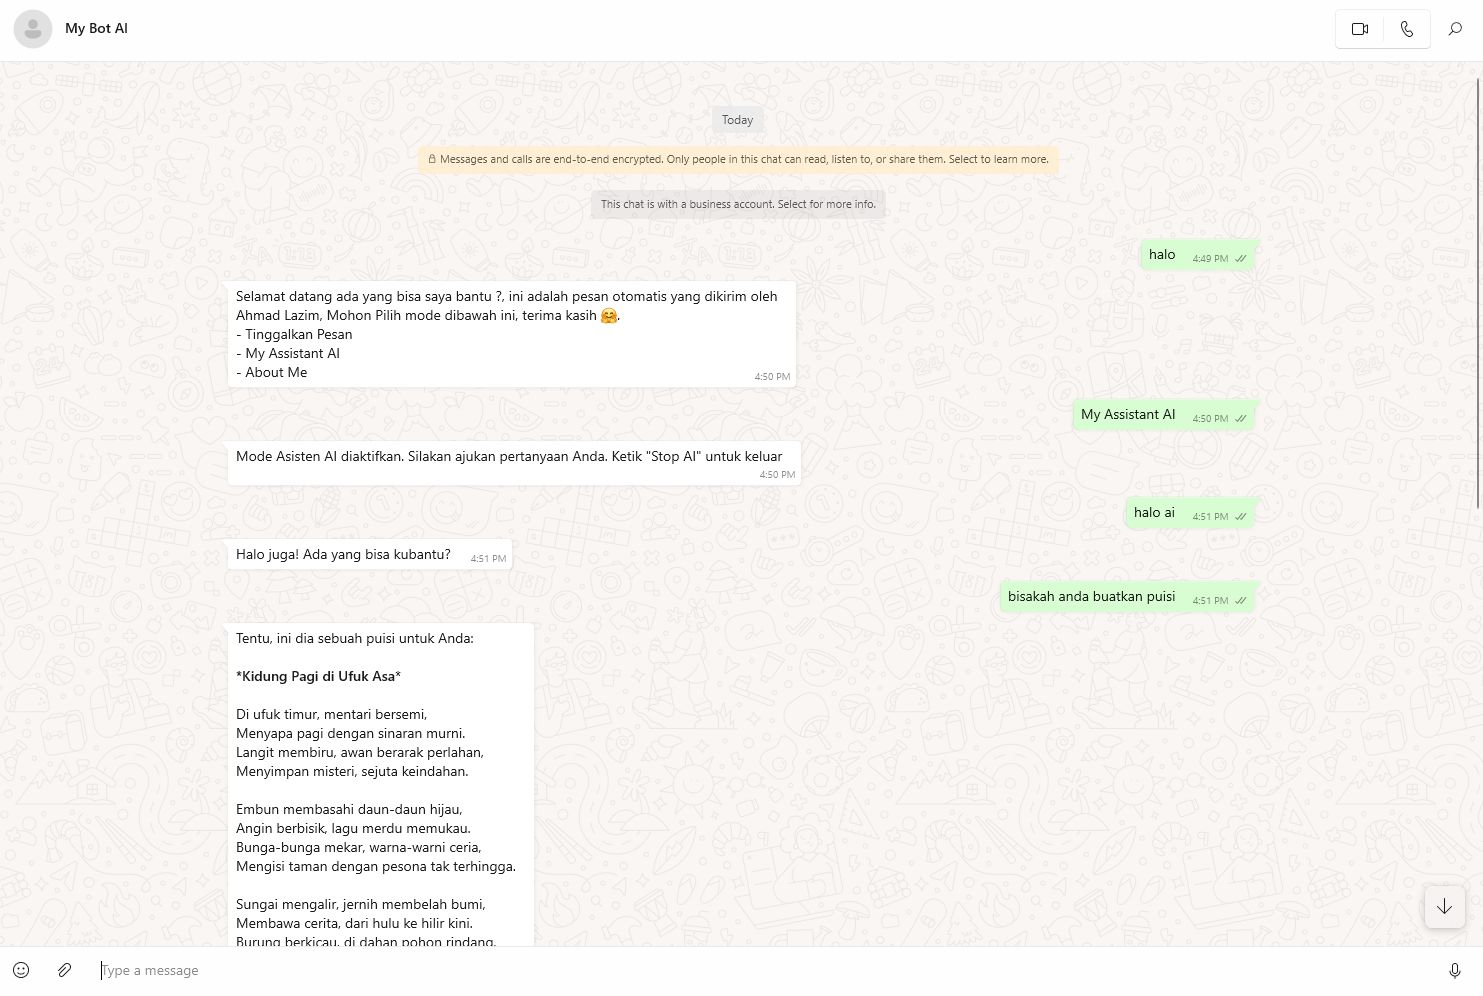 My Bot AI
Today
Messages and calls are end-to-end encrypted. Only people in this chat can read, listen to, or share them. Select to learn more.
This chat is with a business account. Select for more info.
halo 4:49 PM
Selamat datang ada yang bisa saya bantu ?, ini adalah pesan otomatis yang dikirim oleh
Ahmad Lazim, Mohon Pilih mode dibawah ini, terima kasih 🤗.
- Tinggalkan Pesan
- My Assistant AI
- About Me
4:50 PM
My Assistant AI 4:50 PM
Mode Asisten AI diaktifkan. Silakan ajukan pertanyaan Anda. Ketik "Stop AI" untuk keluar
4:50 PM
halo ai 4:51 PM
Halo juga! Ada yang bisa kubantu? 4:51 PM
bisakah anda buatkan puisi 4:51 PM
Tentu, ini dia sebuah puisi untuk Anda:
*Kidung Pagi di Ufuk Asa*
Di ufuk timur, mentari bersemi,
Menyapa pagi dengan sinaran murni.
Langit membiru, awan berarak perlahan,
Menyimpan misteri, sejuta keindahan.
Embun membasahi daun-daun hijau,
Angin berbisik, lagu merdu memukau.
Bunga-bunga mekar, warna-warni ceria,
Mengisi taman dengan pesona tak terhingga.
Sungai mengalir, jernih membelah bumi,
Membawa cerita, dari hulu ke hilir kini.
Burung berkicau, di dahan pohon rindang,
Type a message